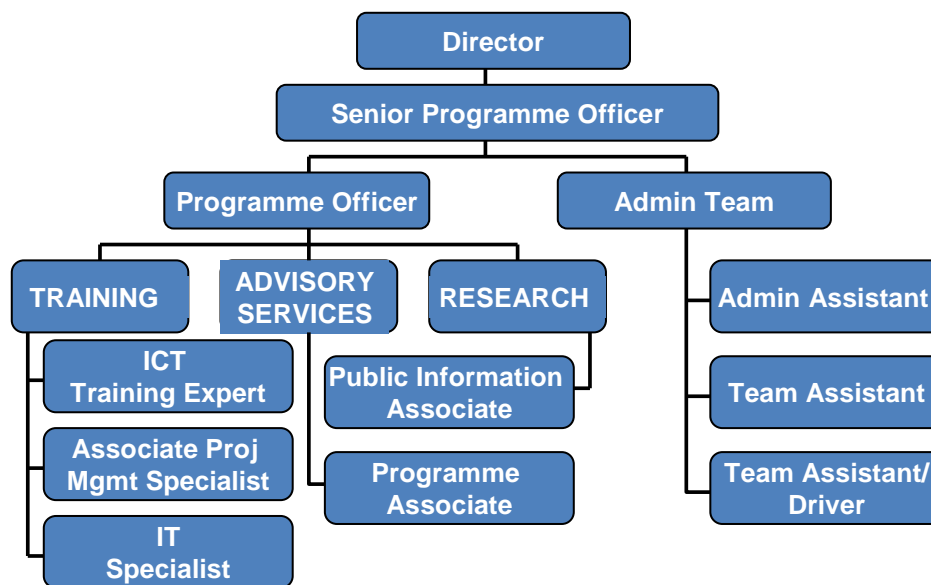 Director
Senior Programme Officer
Programme Officer
Admin Team
TRAINING
ADVISORY
SERVICES
RESEARCH
Admin Assistant
ICT
Training Expert
Public Information
Associate
Team Assistant
Associate Proj
Mgmt Specialist
Programme
Associate
Team Assistant/
Driver
IT
Specialist